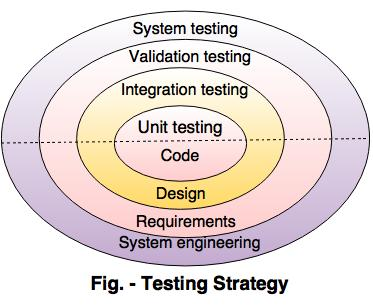 System testing
Validation testing
Integration testing
Unit testing
Code
Design
Requirements
System engineering
Fig. - Testing Strategy